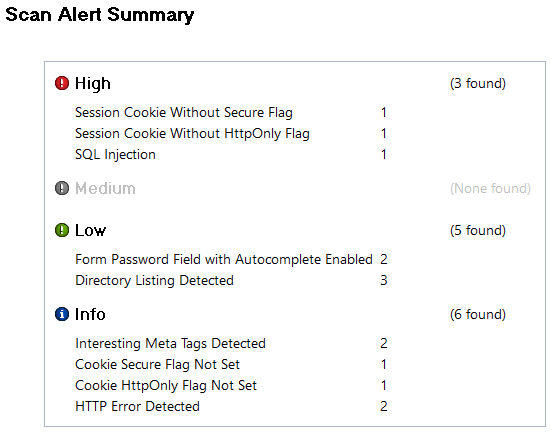 Scan Alert Summary
High (3 found)
Session Cookie Without Secure Flag 1
Session Cookie Without HttpOnly Flag 1
SQL Injection 1
Medium (None found)
Low (5 found)
Form Password Field with Autocomplete Enabled 2
Directory Listing Detected 3
Info (6 found)
Interesting Meta Tags Detected 2
Cookie Secure Flag Not Set 1
Cookie HttpOnly Flag Not Set 1
HTTP Error Detected 2